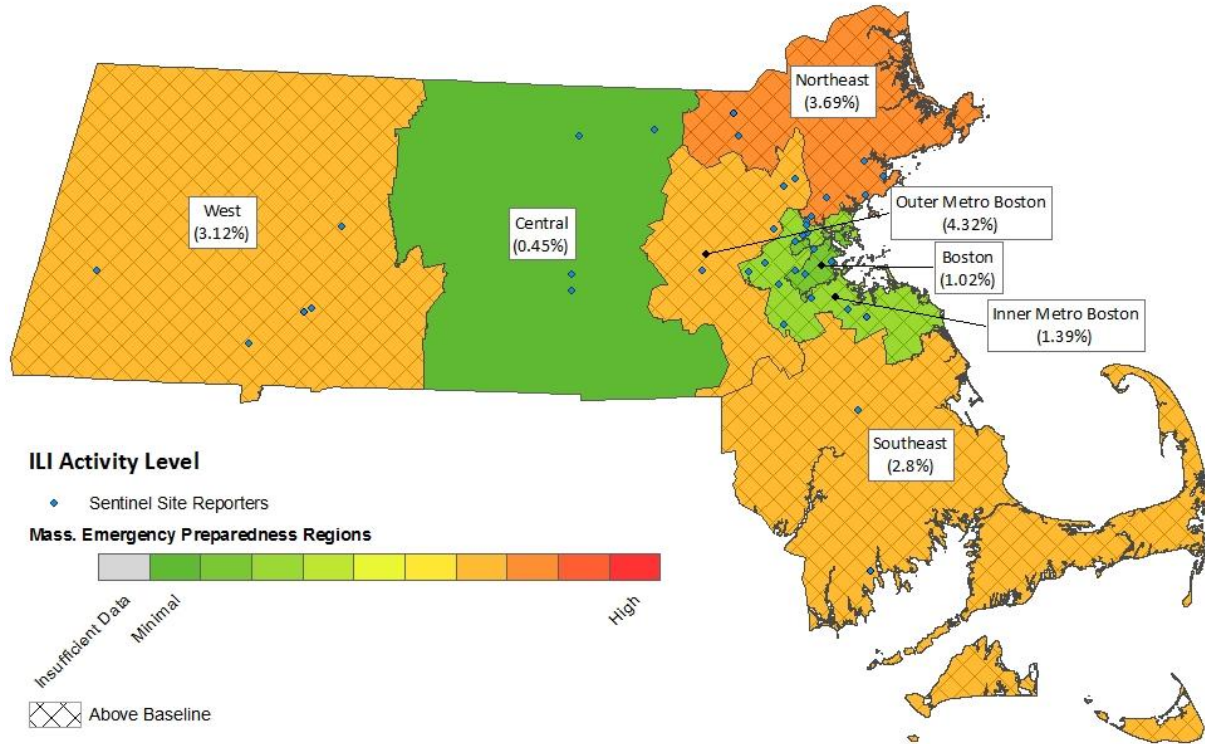 Northeast
(3.69%)
West
(3.12%)
Central
(0.45%)
Outer Metro Boston
(4.32%)
Boston
(1.02%)
Inner Metro Boston
(1.39%)
Southeast
(2.8%)
ILI Activity Level
Sentinel Site Reporters
Mass. Emergency Preparedness Regions
Insufficient Data
Minimal
High
Above Baseline